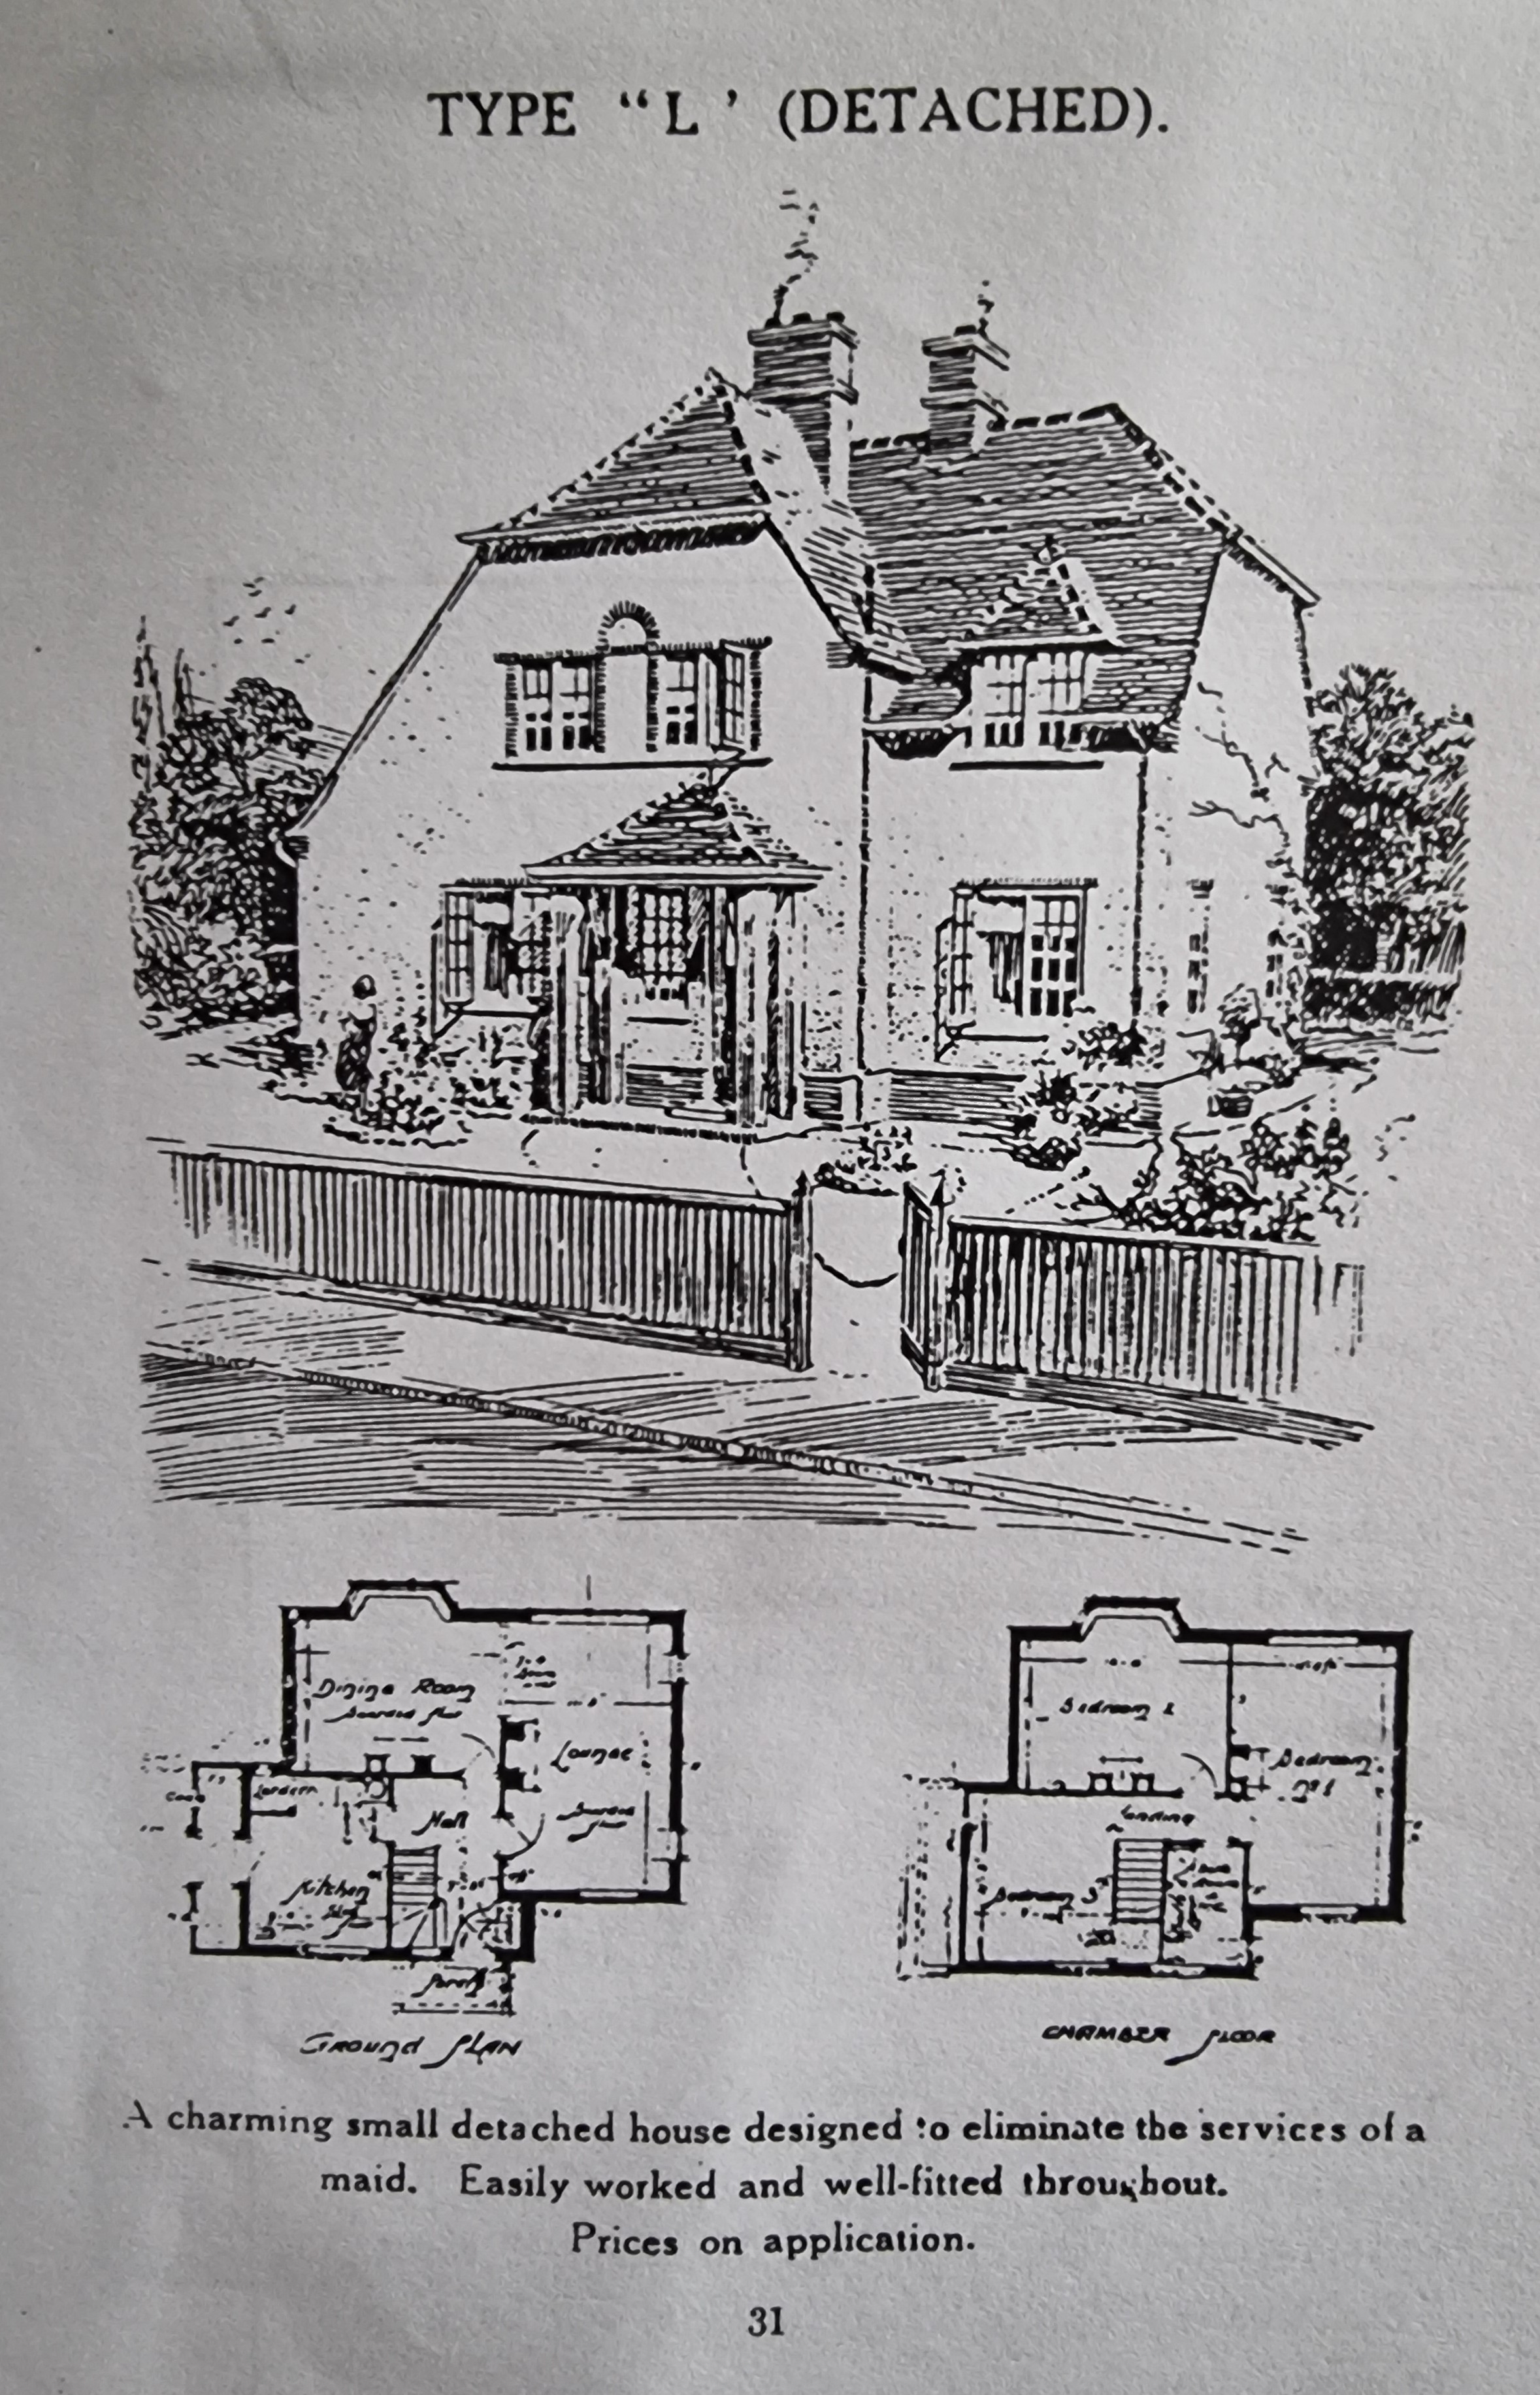 TYPE "L' (DETACHED).
Dining Room
Lounge
Larder
Hall
Kitchen
Porch
GROUND PLAN
Bedroom 2
Bedroom
No 1
Landing
Bedroom 3
CHAMBER FLOOR
A charming small detached house designed to eliminate the services of a
maid. Easily worked and well-fitted throughout.
Prices on application.
31